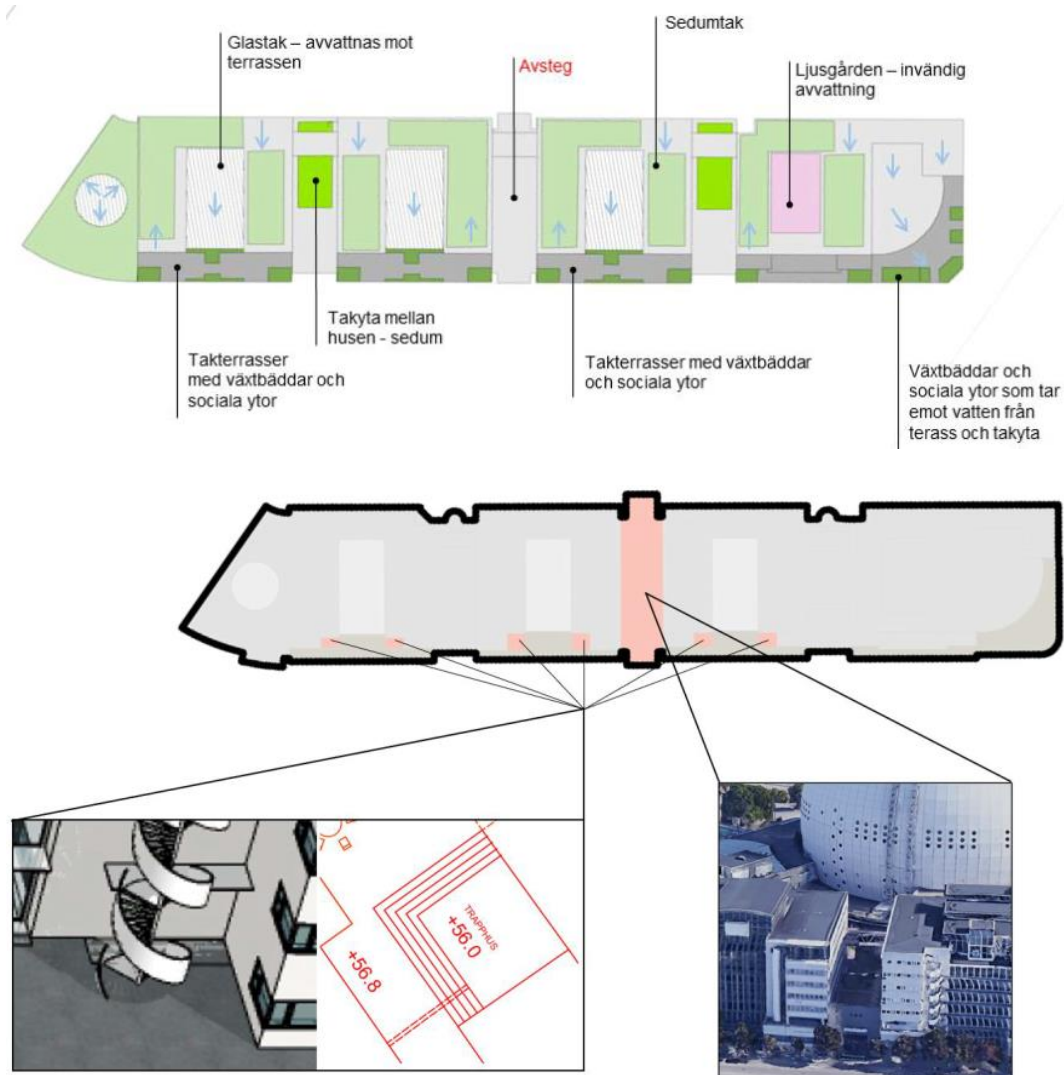 Glastak – avvattnas mot
terrassen
Avsteg
Sedumtak
Ljusgården – invändig
avvattning
Takterrasser
med växtbäddar och
sociala ytor
Takyta mellan
husen - sedum
Takterrasser med växtbäddar
och sociala ytor
Växtbäddar och
sociala ytor som tar
emot vatten från
terass och takyta
TRAPPHUS
+56.0
+56.8